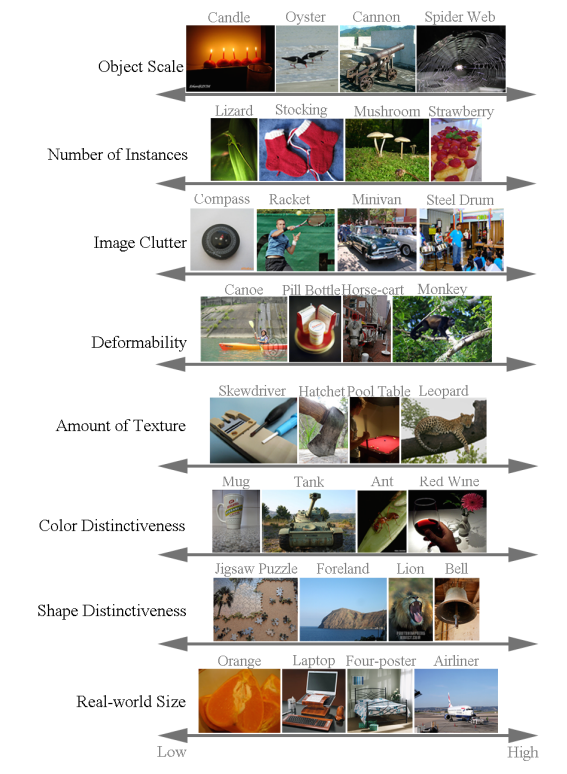 Candle Oyster Cannon Spider Web
Object Scale
Lizard Stocking Mushroom Strawberry
Number of Instances
Compass Racket Minivan Steel Drum
Image Clutter
Canoe Pill Bottle Horse-cart Monkey
Deformability
Skewdriver Hatchet Pool Table Leopard
Amount of Texture
Mug Tank Ant Red Wine
Color Distinctiveness
Jigsaw Puzzle Foreland Lion Bell
Shape Distinctiveness
Orange Laptop Four-poster Airliner
Real-world Size
Low High